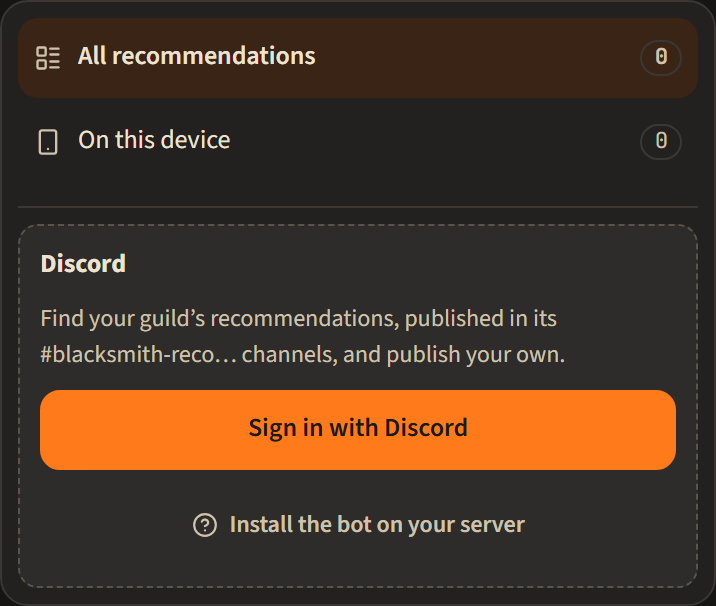 All recommendations 0
On this device 0
Discord
Find your guild’s recommendations, published in its
#blacksmith-reco… channels, and publish your own.
Sign in with Discord
Install the bot on your server